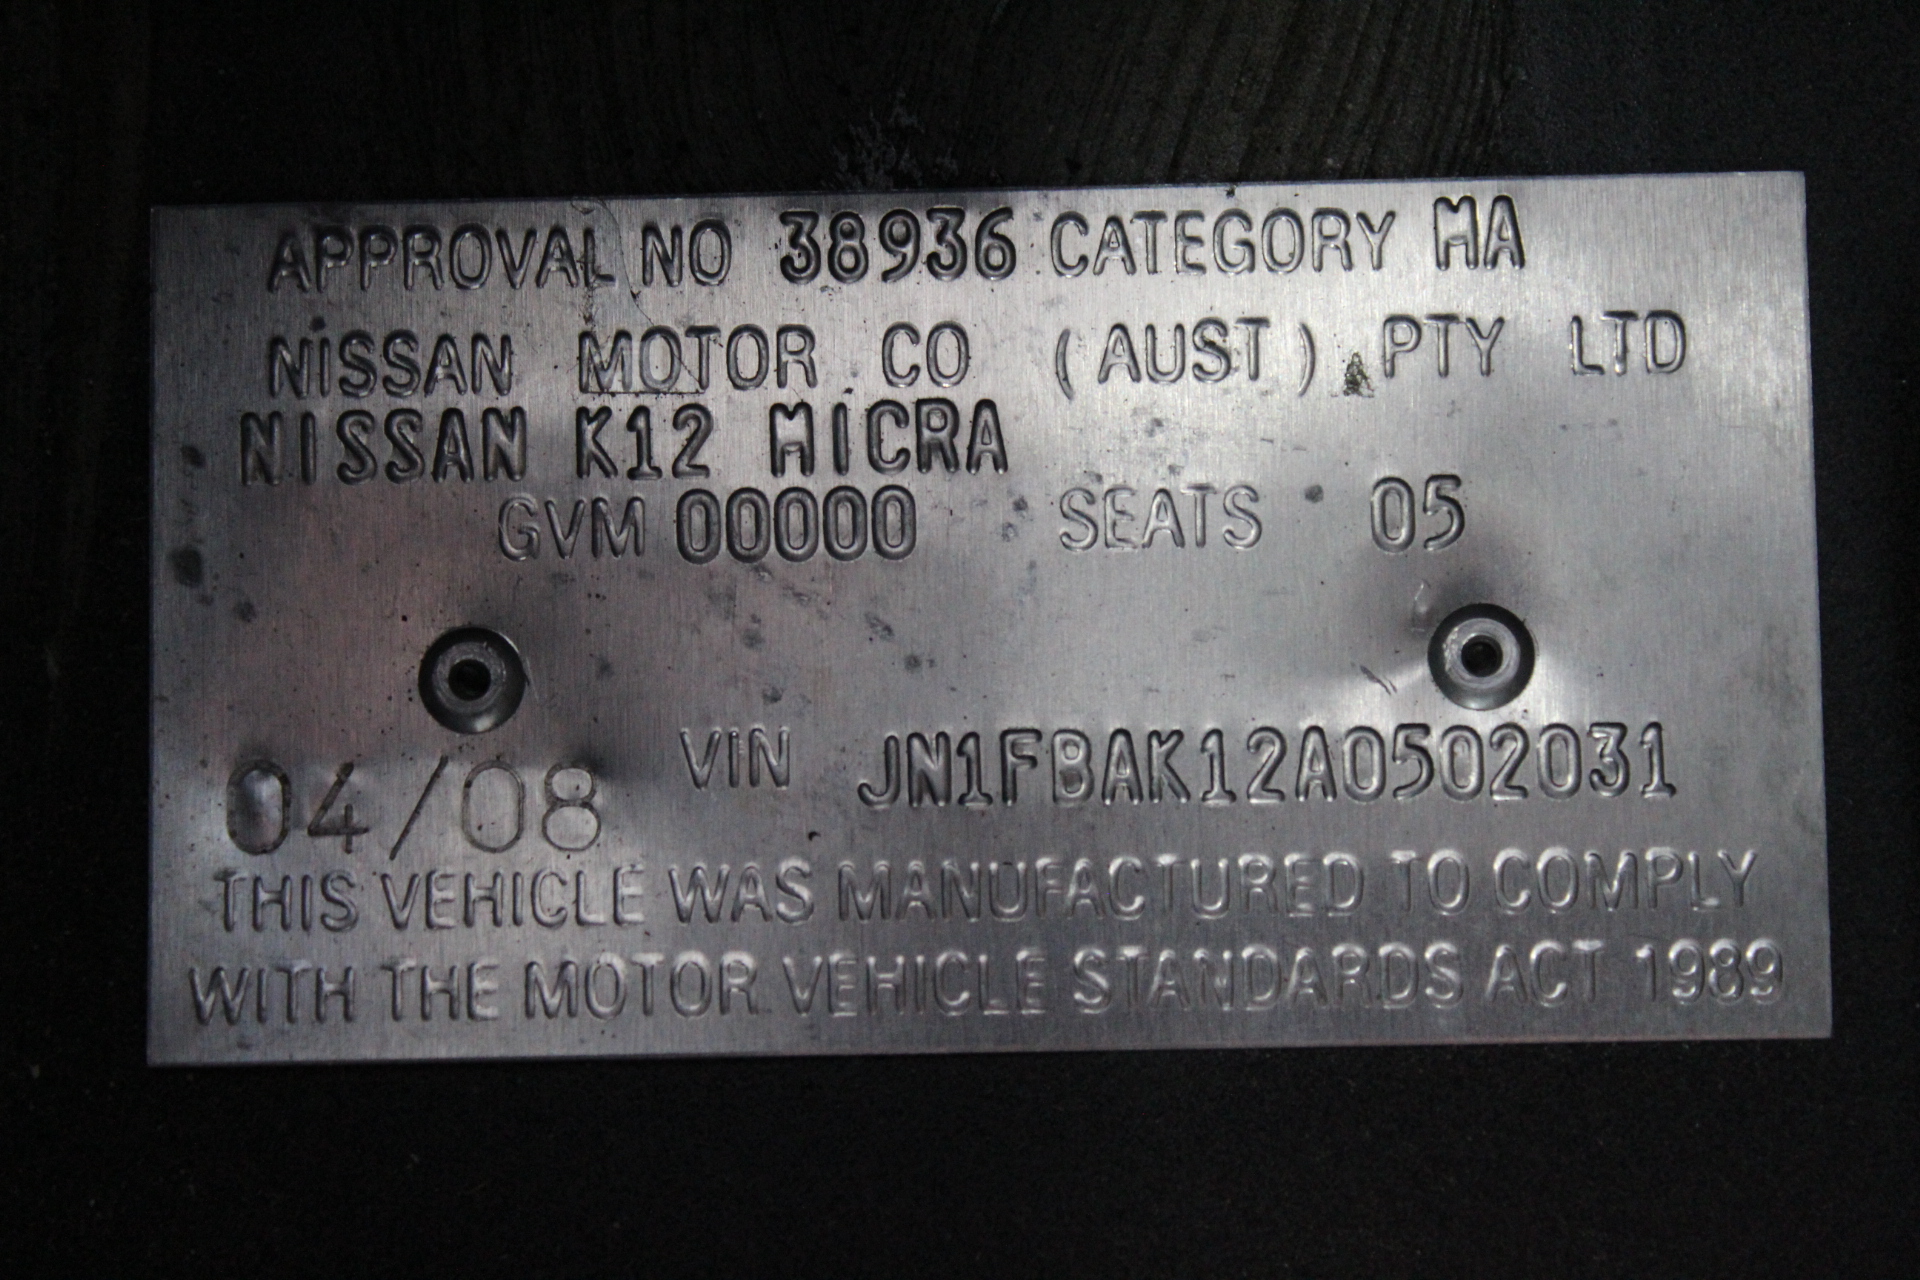 APPROVAL NO 38936 CATEGORY MA
NISSAN MOTOR CO (AUST) PTY LTD
NISSAN K12 MICRA
GVM 00000 SEATS 05
04/08 VIN JN1FBAK12A0502031
THIS VEHICLE WAS MANUFACTURED TO COMPLY
WITH THE MOTOR VEHICLE STANDARDS ACT 1989